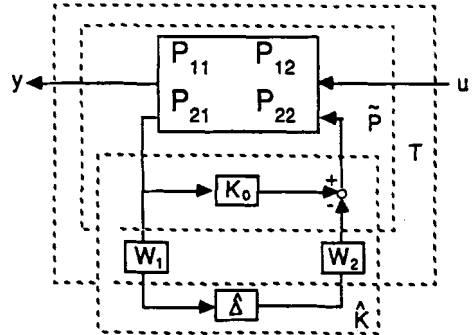 P₁₁ P₁₂
y u
P₂₁ P₂₂
P̃
T
+
K₀
-
W₁ W₂
Δ̂
K̂